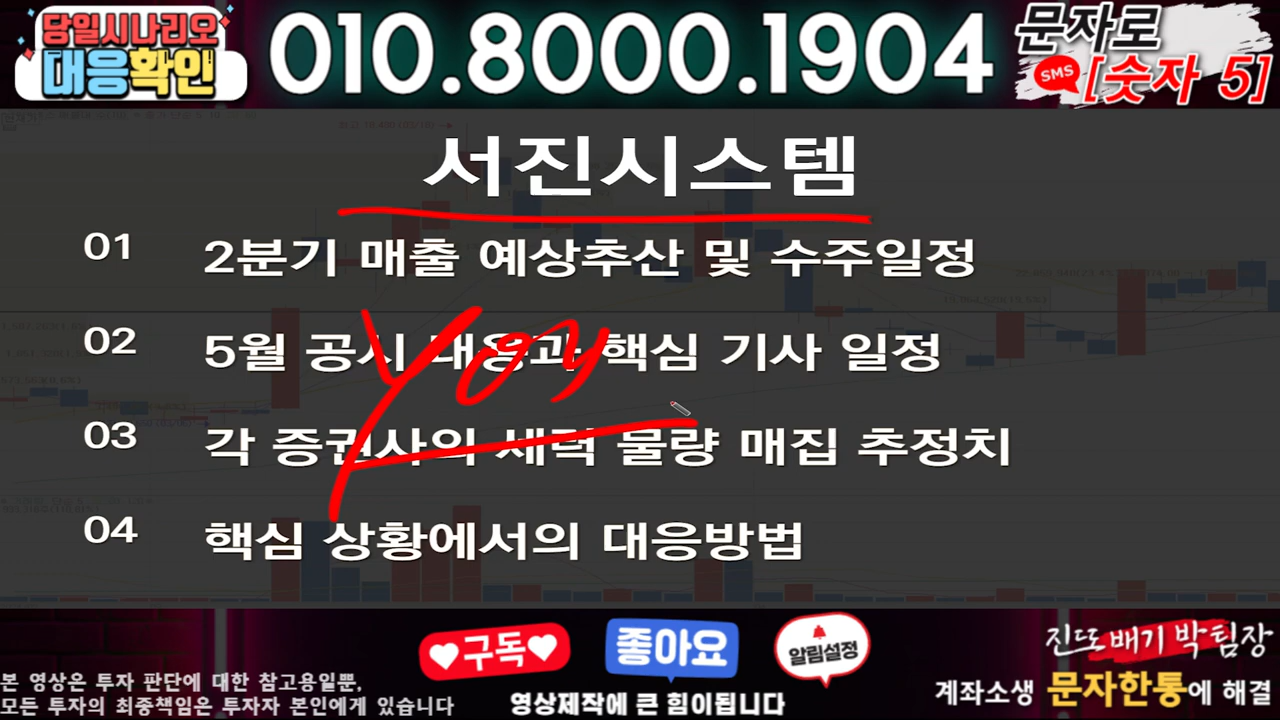 당일시나리오
대응확인
010.8000.1904
문자로
SMS
[숫자 5]
서진시스템
01 2분기 매출 예상추산 및 수주일정
02 5월 공시 내용과 핵심 기사 일정
03 각 증권사의 세력 물량 매집 추정치
04 핵심 상황에서의 대응방법
구독
좋아요
알림설정
영상제작에 큰 힘이됩니다
본 영상은 투자 판단에 대한 참고용일뿐,
모든 투자의 최종책임은 투자자 본인에게 있습니다
진또배기 박팀장
계좌소생 문자한통에 해결